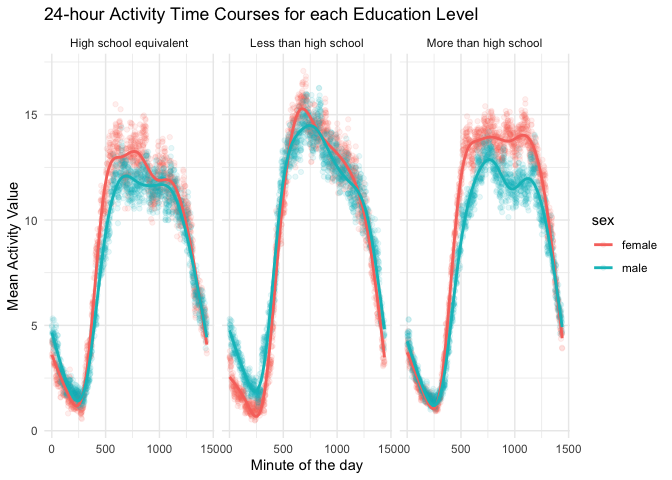 24-hour Activity Time Courses for each Education Level
High school equivalent
Less than high school
More than high school
15
10
5
0
Mean Activity Value
0 500 1000 1500
0 500 1000 1500
0 500 1000 1500
Minute of the day
sex
female
male